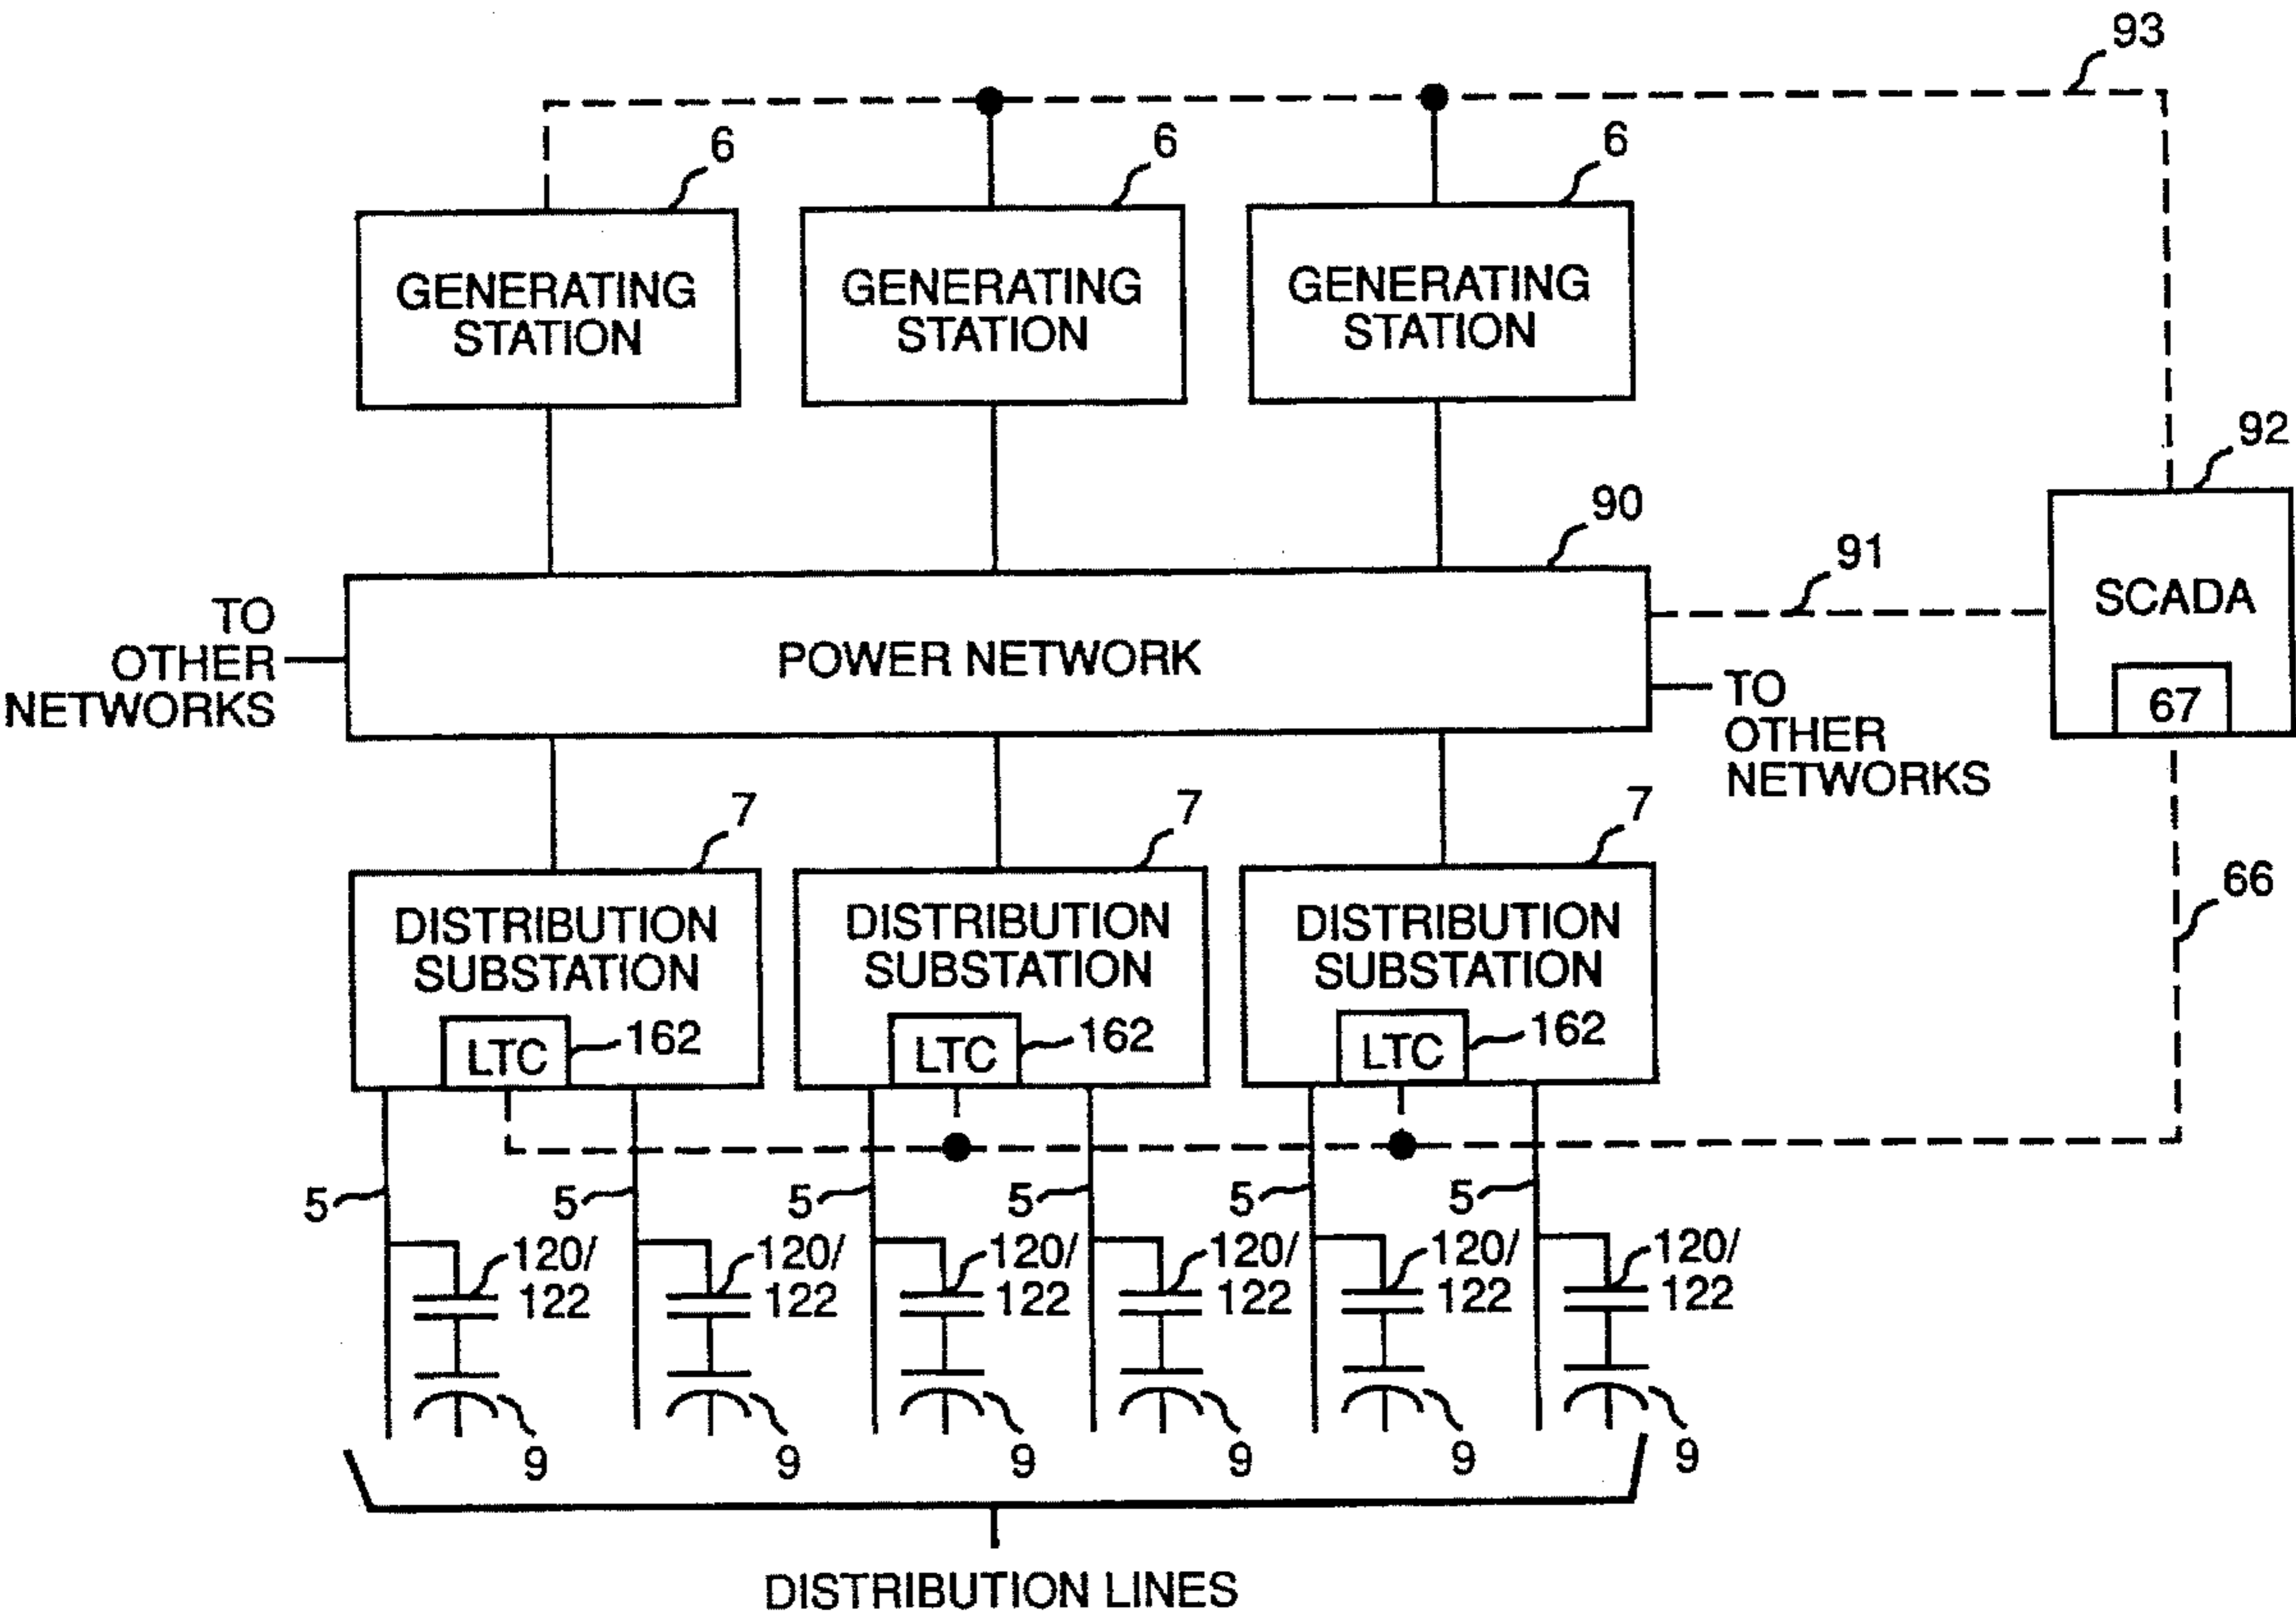 93
6 6 6
GENERATING
STATION
GENERATING
STATION
GENERATING
STATION
92
90
91
TO
OTHER
NETWORKS
POWER NETWORK
TO
OTHER
NETWORKS
SCADA
67
7 7 7
66
DISTRIBUTION
SUBSTATION
LTC 162
DISTRIBUTION
SUBSTATION
LTC 162
DISTRIBUTION
SUBSTATION
LTC 162
5 5 5 5 5 5
120/
122
120/
122
120/
122
120/
122
120/
122
120/
122
9 9 9 9 9 9
DISTRIBUTION LINES